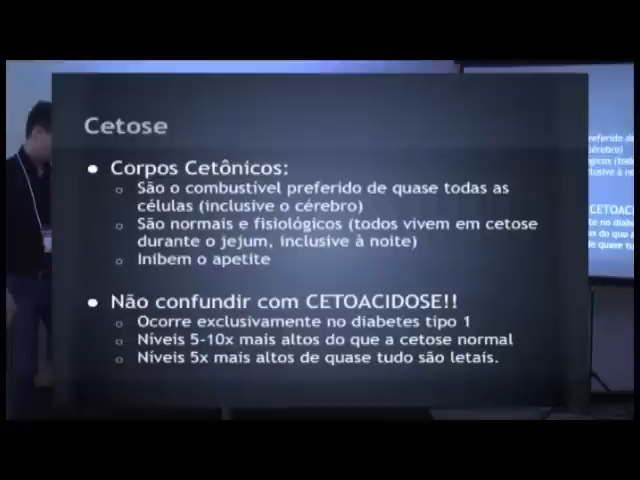 Cetose
Corpos Cetônicos:
São o combustível preferido de quase todas as
células (inclusive o cérebro)
São normais e fisiológicos (todos vivem em cetose
durante o jejum, inclusive à noite)
Inibem o apetite
Não confundir com CETOACIDOSE!!
Ocorre exclusivamente no diabetes tipo 1
Níveis 5-10x mais altos do que a cetose normal
Níveis 5x mais altos de quase tudo são letais.